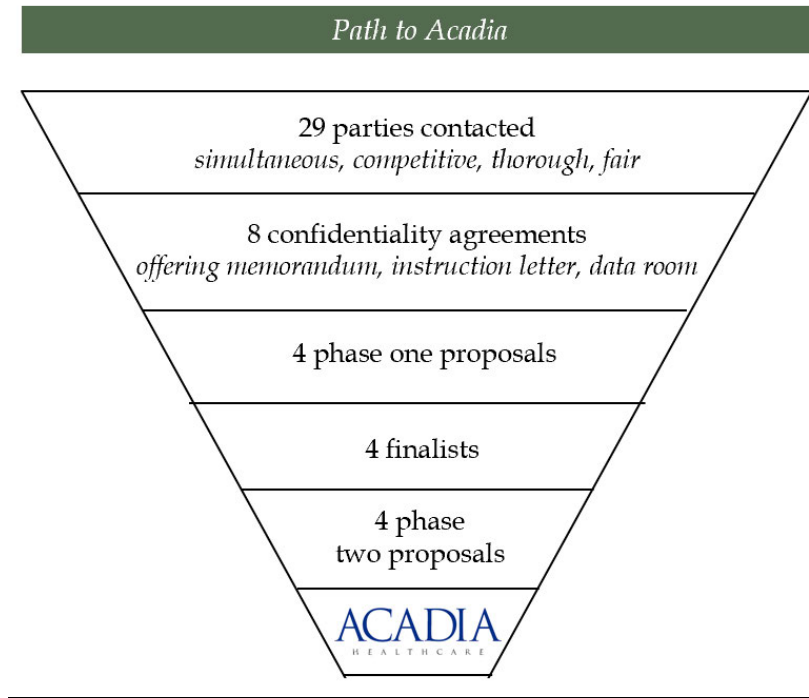 Path to Acadia
29 parties contacted
simultaneous, competitive, thorough, fair
8 confidentiality agreements
offering memorandum, instruction letter, data room
4 phase one proposals
4 finalists
4 phase
two proposals
ACADIA
HEALTHCARE